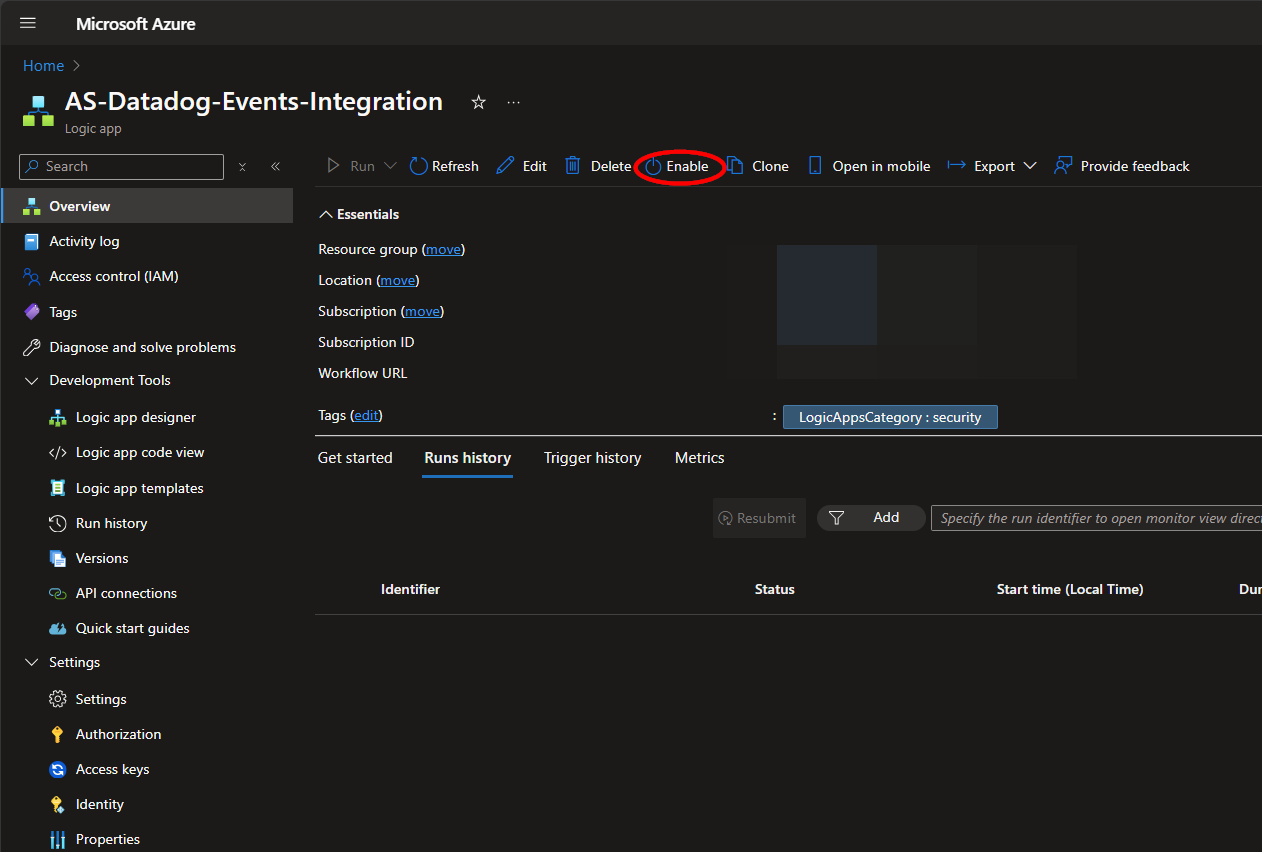 Microsoft Azure
Home
AS-Datadog-Events-Integration
...
Logic app
Search
Run
Refresh
Edit
Delete
Enable
Clone
Open in mobile
Export
Provide feedback
Overview
Activity log
Access control (IAM)
Tags
Diagnose and solve problems
Development Tools
Logic app designer
Logic app code view
Logic app templates
Run history
Versions
API connections
Quick start guides
Settings
Settings
Authorization
Access keys
Identity
Properties
Essentials
Resource group (move)
Location (move)
Subscription (move)
Subscription ID
Workflow URL
Tags (edit)
: LogicAppsCategory : security
Get started
Runs history
Trigger history
Metrics
Resubmit
Add
Specify the run identifier to open monitor view direct
Identifier
Status
Start time (Local Time)
Dur